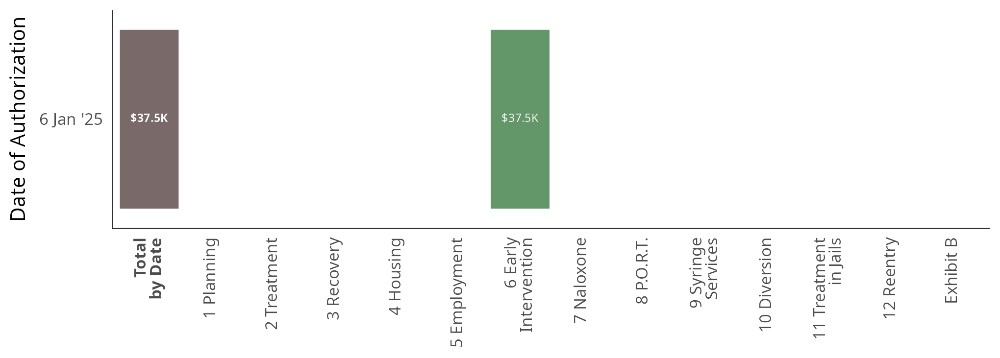 Date of Authorization
6 Jan '25
$37.5K
$37.5K
Total
by Date
1 Planning
2 Treatment
3 Recovery
4 Housing
5 Employment
6 Early
Intervention
7 Naloxone
8 P.O.R.T.
9 Syringe
Services
10 Diversion
11 Treatment
in Jails
12 Reentry
Exhibit B